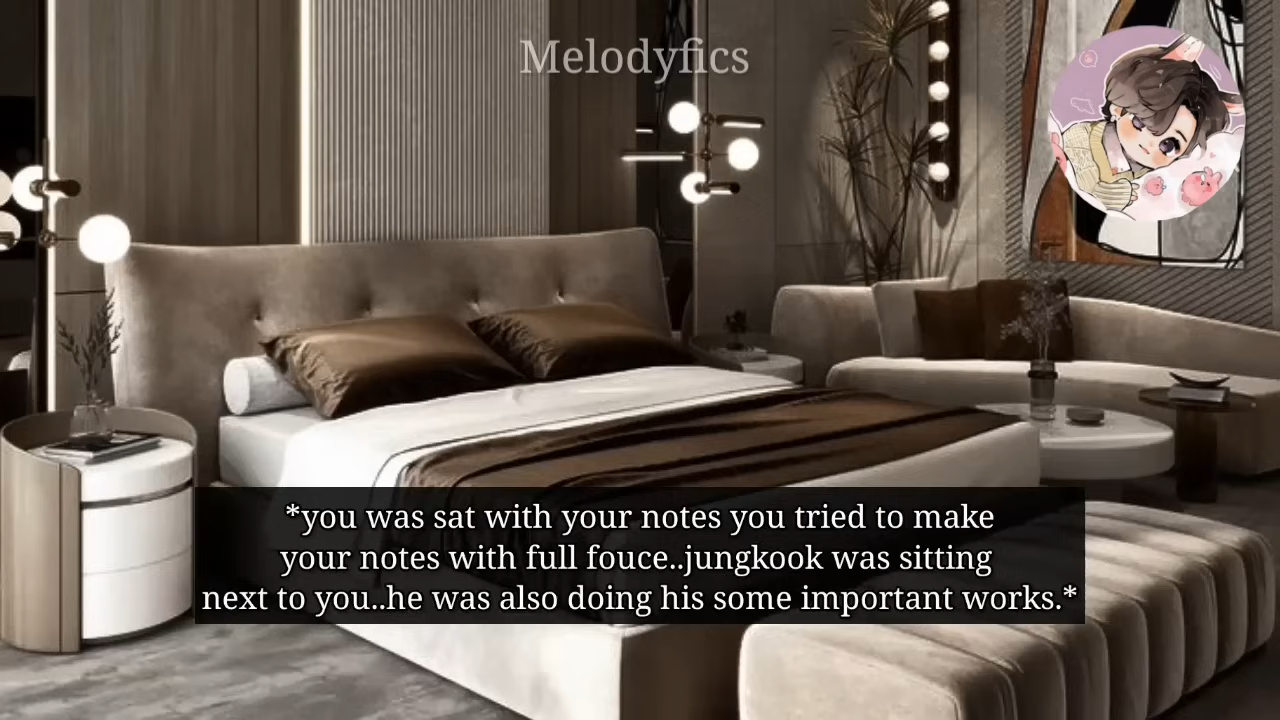 Melodyfics
*you was sat with your notes you tried to make
your notes with full fouce..jungkook was sitting
next to you..he was also doing his some important works.*